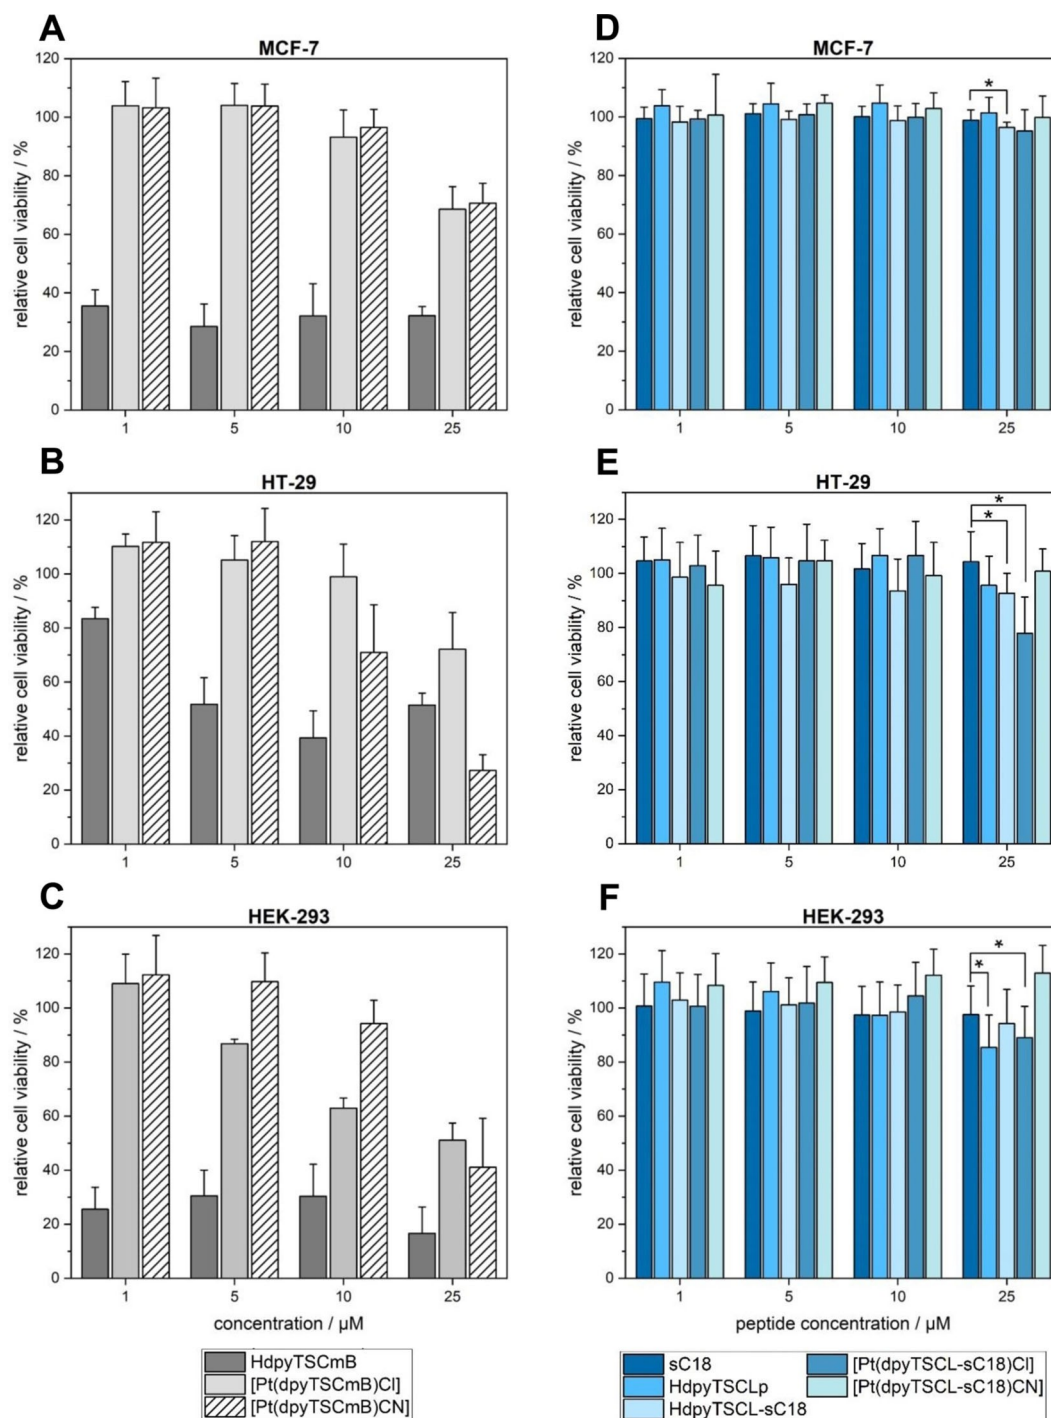 A
MCF-7
relative cell viability / %
120
100
80
60
40
20
0
1 5 10 25
D
MCF-7
relative cell viability / %
120
100
80
60
40
20
0
*
1 5 10 25
B
HT-29
relative cell viability / %
120
100
80
60
40
20
0
1 5 10 25
E
HT-29
relative cell viability / %
120
100
80
60
40
20
0
*
*
1 5 10 25
C
HEK-293
relative cell viability / %
120
100
80
60
40
20
0
1 5 10 25
concentration / µM
HdpyTSCmB
[Pt(dpyTSCmB)Cl]
[Pt(dpyTSCmB)CN]
F
HEK-293
relative cell viability / %
120
100
80
60
40
20
0
*
*
1 5 10 25
peptide concentration / µM
sC18
HdpyTSCLp
HdpyTSCL-sC18
[Pt(dpyTSCL-sC18)Cl]
[Pt(dpyTSCL-sC18)CN]